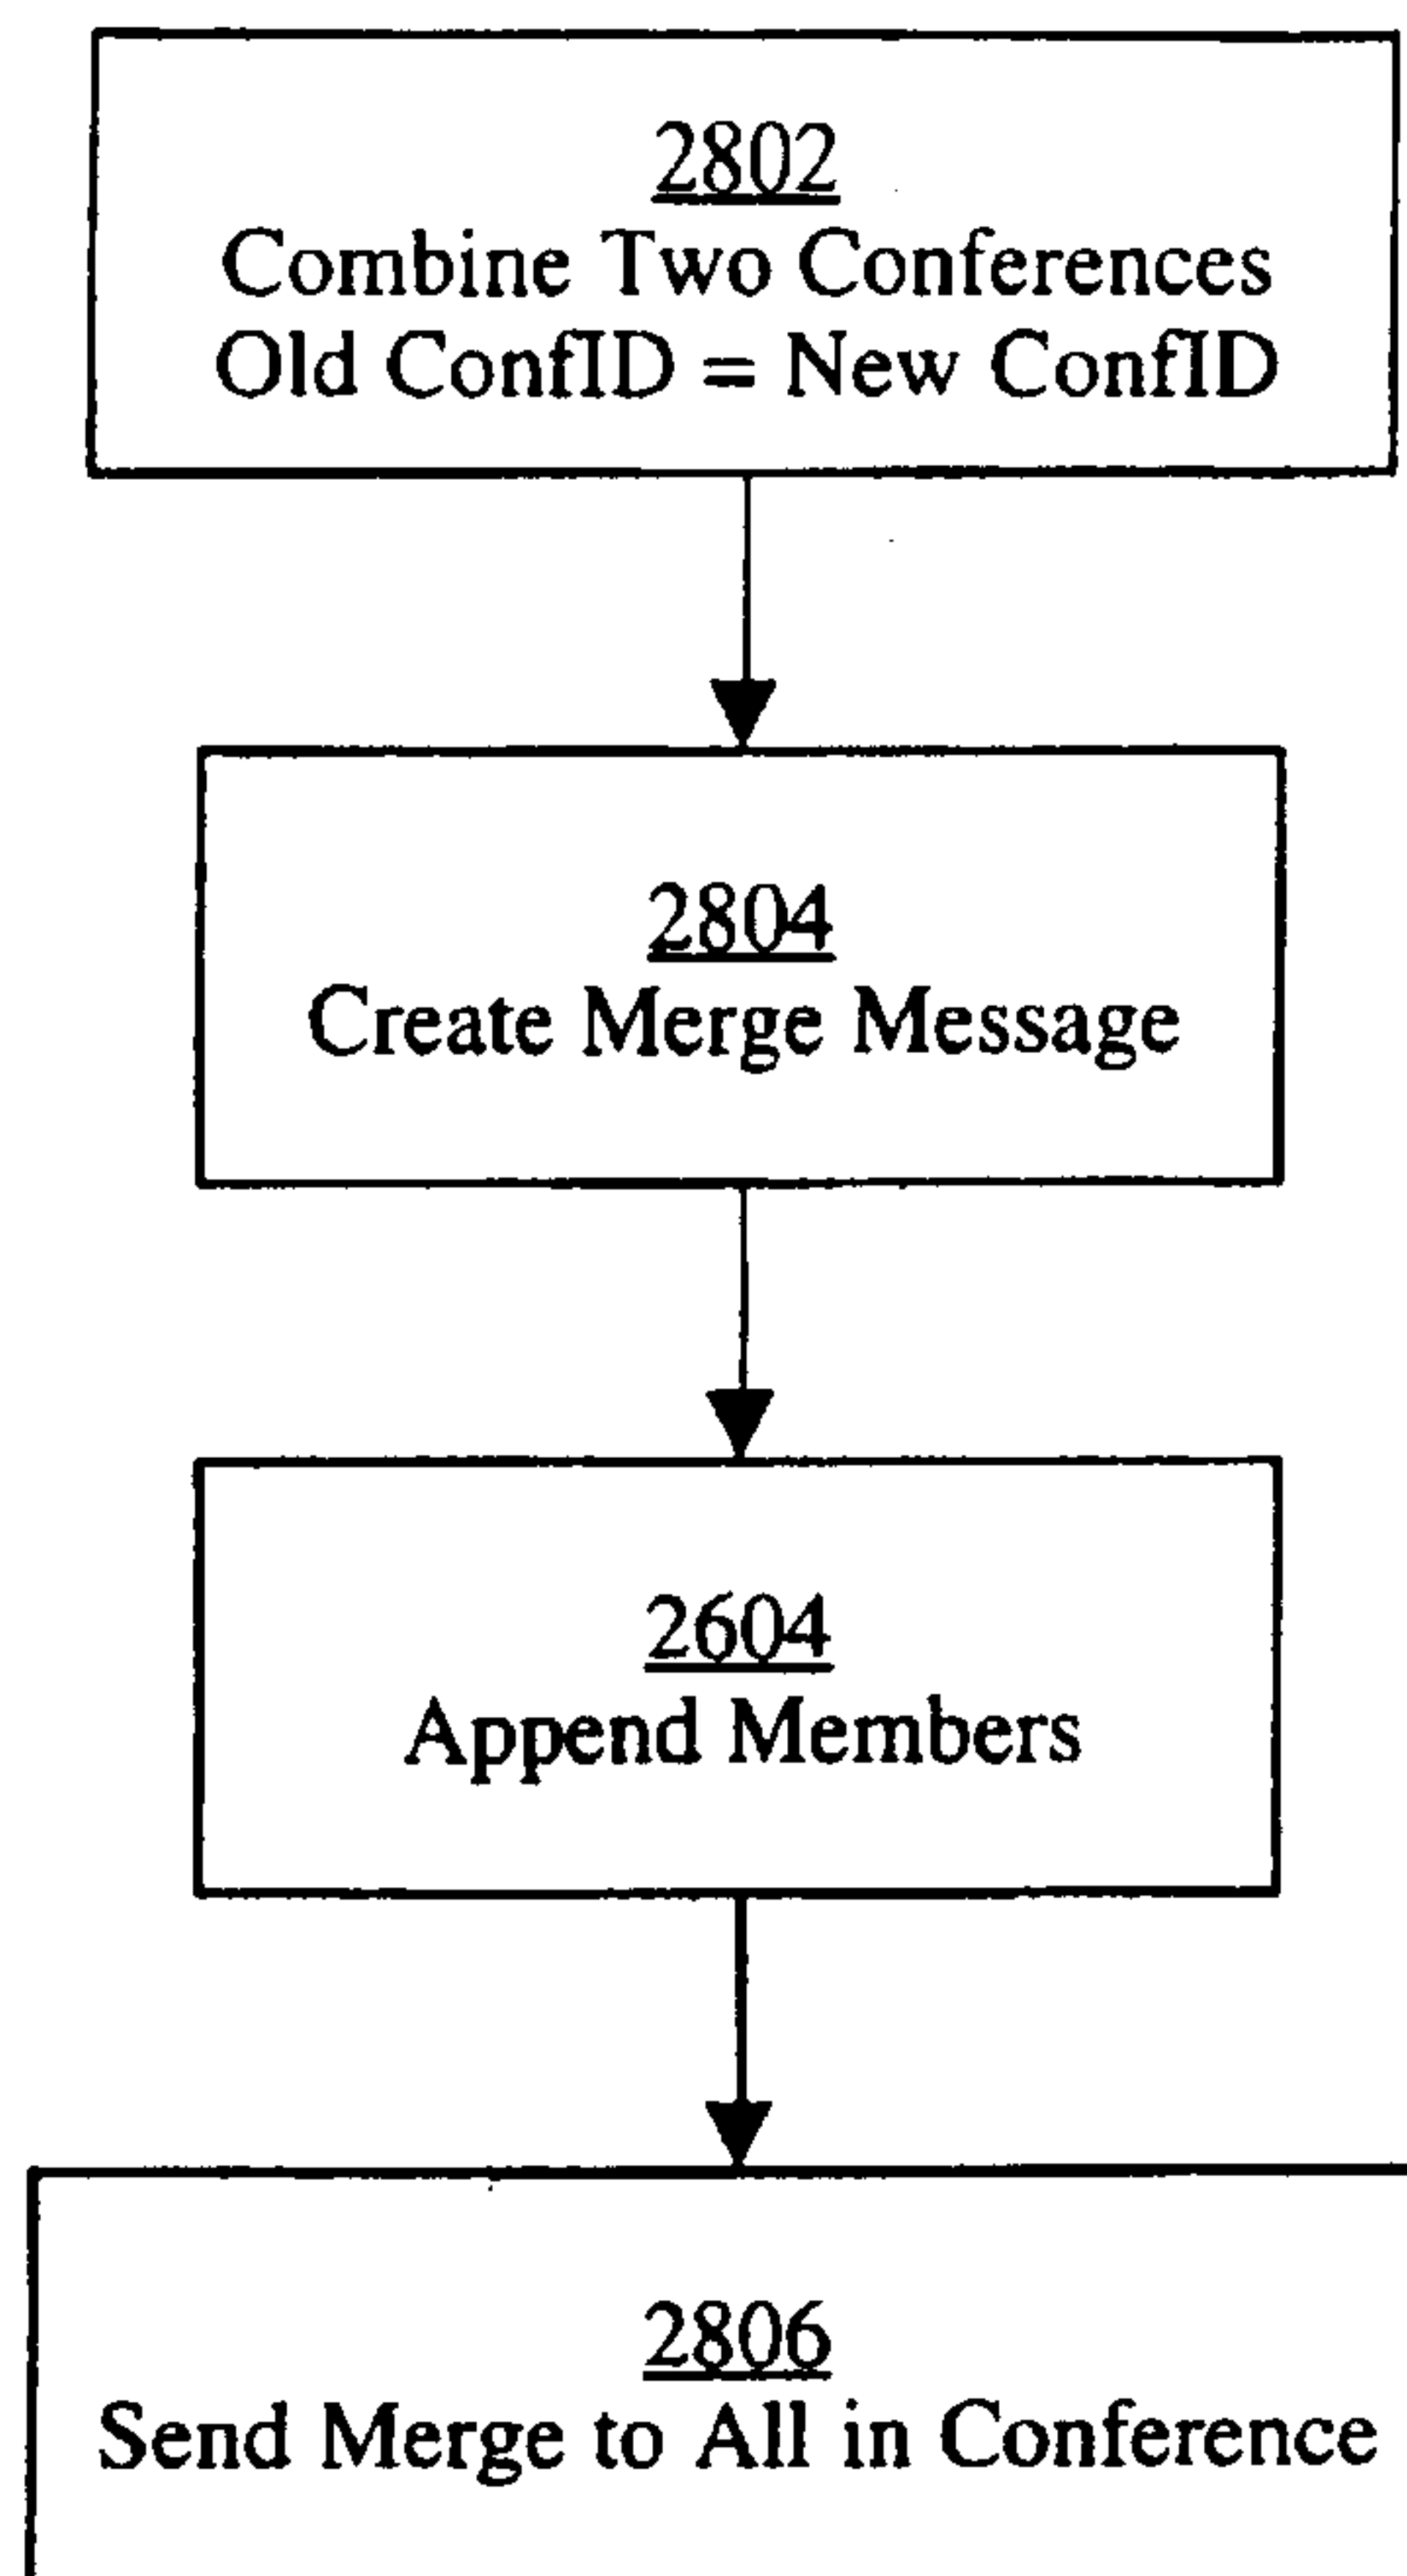 2802
Combine Two Conferences
Old ConfID = New ConfID
2804
Create Merge Message
2604
Append Members
2806
Send Merge to All in Conference